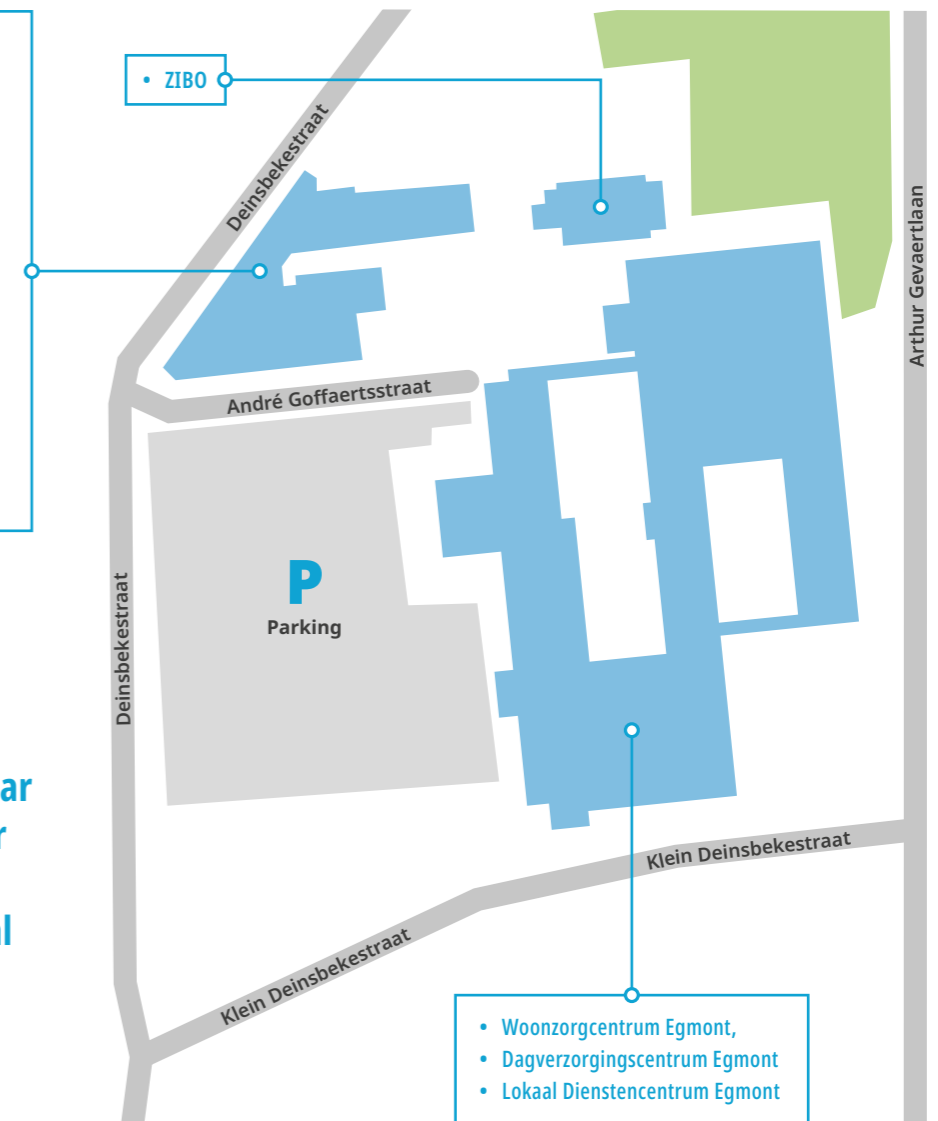 • ZIBO
Deinsbekestraat
Arthur Gevaertlaan
André Goffaertsstraat
P
Parking
Deinsbekestraat
ar
r
l
Klein Deinsbekestraat
Klein Deinsbekestraat
• Woonzorgcentrum Egmont,
• Dagverzorgingscentrum Egmont
• Lokaal Dienstencentrum Egmont